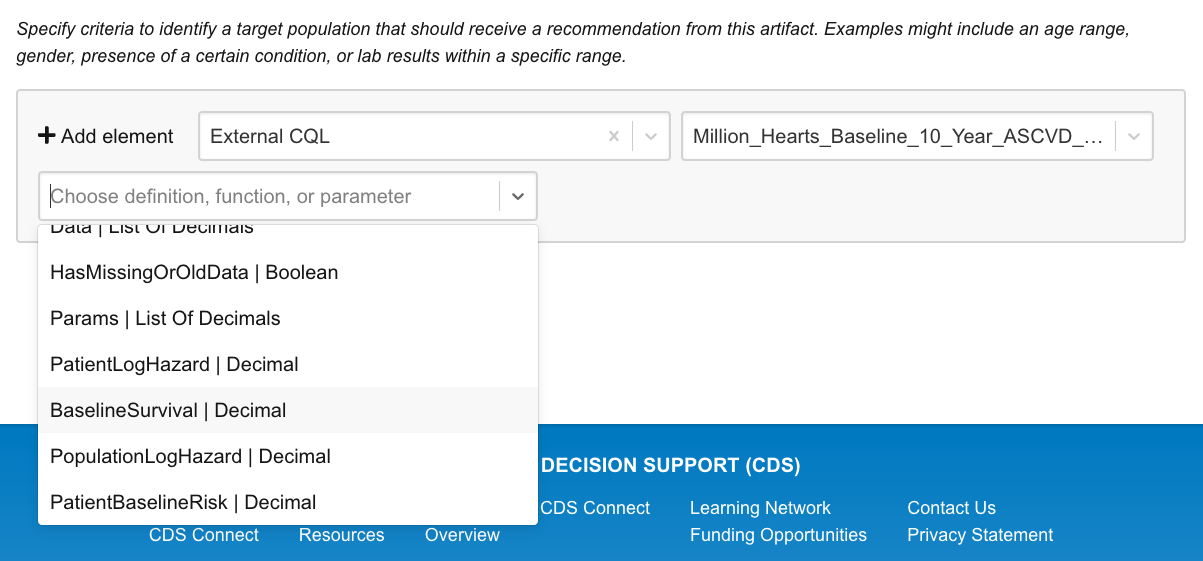 Specify criteria to identify a target population that should receive a recommendation from this artifact. Examples might include an age range,
gender, presence of a certain condition, or lab results within a specific range.
Add element
External CQL
Million_Hearts_Baseline_10_Year_ASCVD_...
Choose definition, function, or parameter
Data | List Of Decimals
HasMissingOrOldData | Boolean
Params | List Of Decimals
PatientLogHazard | Decimal
BaselineSurvival | Decimal
PopulationLogHazard | Decimal
PatientBaselineRisk | Decimal
DECISION SUPPORT (CDS)
CDS Connect Learning Network Contact Us
CDS Connect Resources Overview Funding Opportunities Privacy Statement